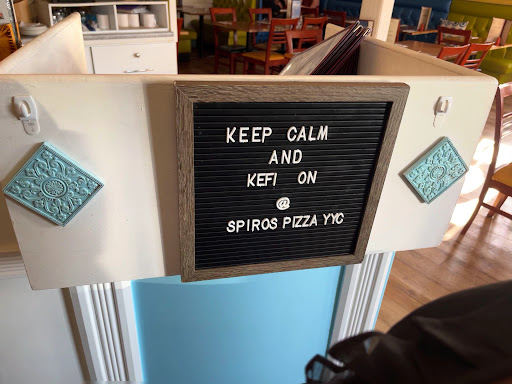 KEEP CALM
AND
KEFI ON
@
SPIROS PIZZA YYC